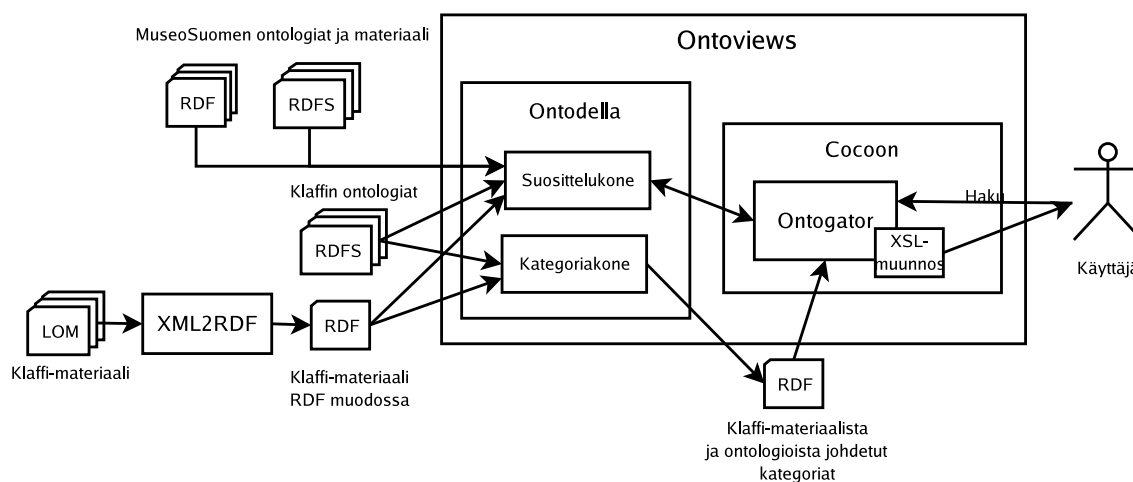 MuseoSuomen ontologiat ja materiaali
Ontoviews
RDF
RDFS
Ontodella
Cocoon
Suosittelukone
Klaffin ontologiat
Haku
Ontogator
RDFS
Kategoriakone
XSL-
muunnos
Käyttäjä
LOM
XML2RDF
RDF
Klaffi-materiaali
Klaffi-materiaali
RDF muodossa
RDF
Klaffi-materiaalista
ja ontologioista johdetut
kategoriat